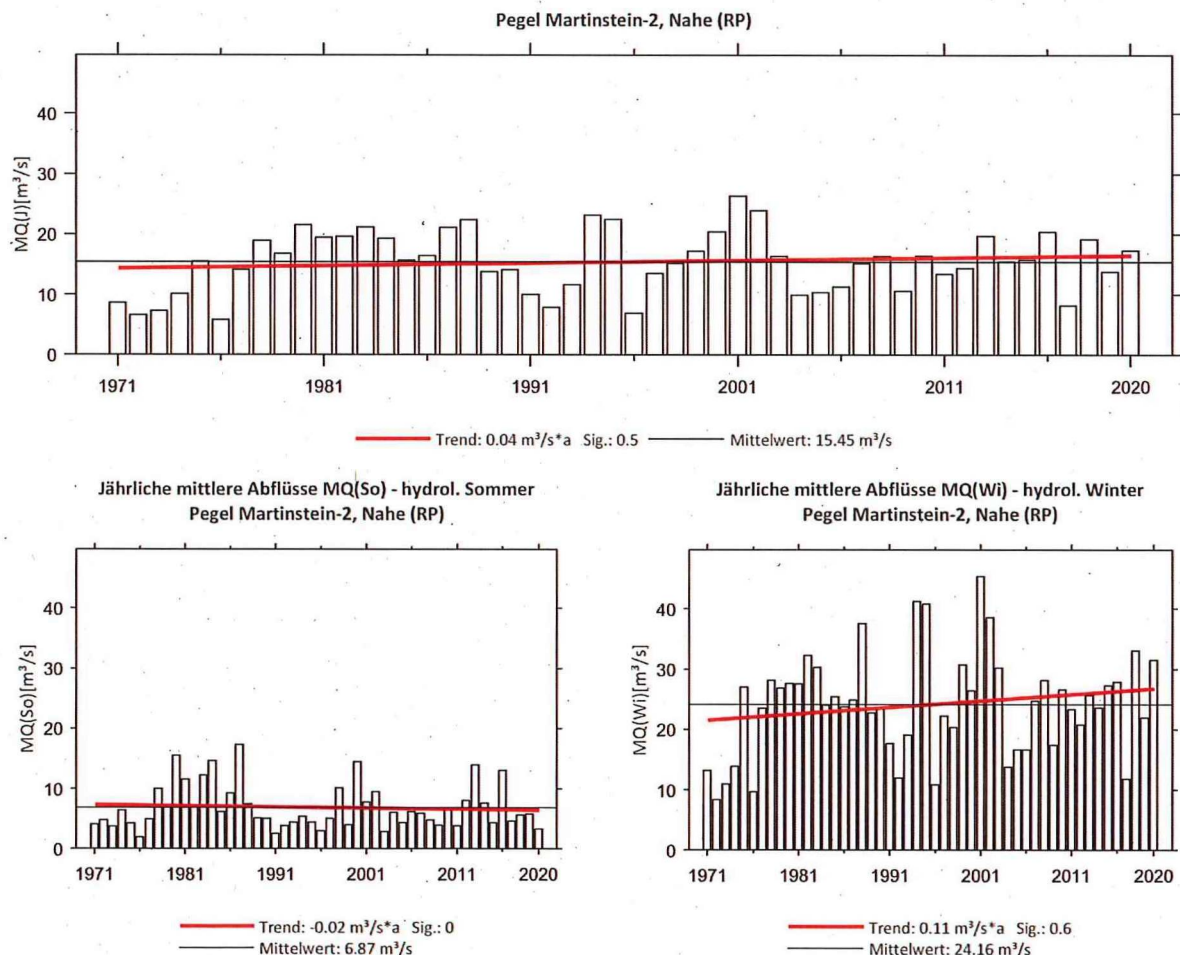 Pegel Martinstein-2, Nahe (RP)
MQ(J)[m³/s]
40
30
20
10
0
1971 1981 1991 2001 2011 2020
Trend: 0.04 m³/s*a Sig.: 0.5 Mittelwert: 15.45 m³/s
Jährliche mittlere Abflüsse MQ(So) - hydrol. Sommer
Pegel Martinstein-2, Nahe (RP)
MQ(So)[m³/s]
40
30
20
10
0
1971 1981 1991 2001 2011 2020
Trend: -0.02 m³/s*a Sig.: 0
Mittelwert: 6.87 m³/s
Jährliche mittlere Abflüsse MQ(Wi) - hydrol. Winter
Pegel Martinstein-2, Nahe (RP)
MQ(Wi)[m³/s]
40
30
20
10
0
1971 1981 1991 2001 2011 2020
Trend: 0.11 m³/s*a Sig.: 0.6
Mittelwert: 24.16 m³/s